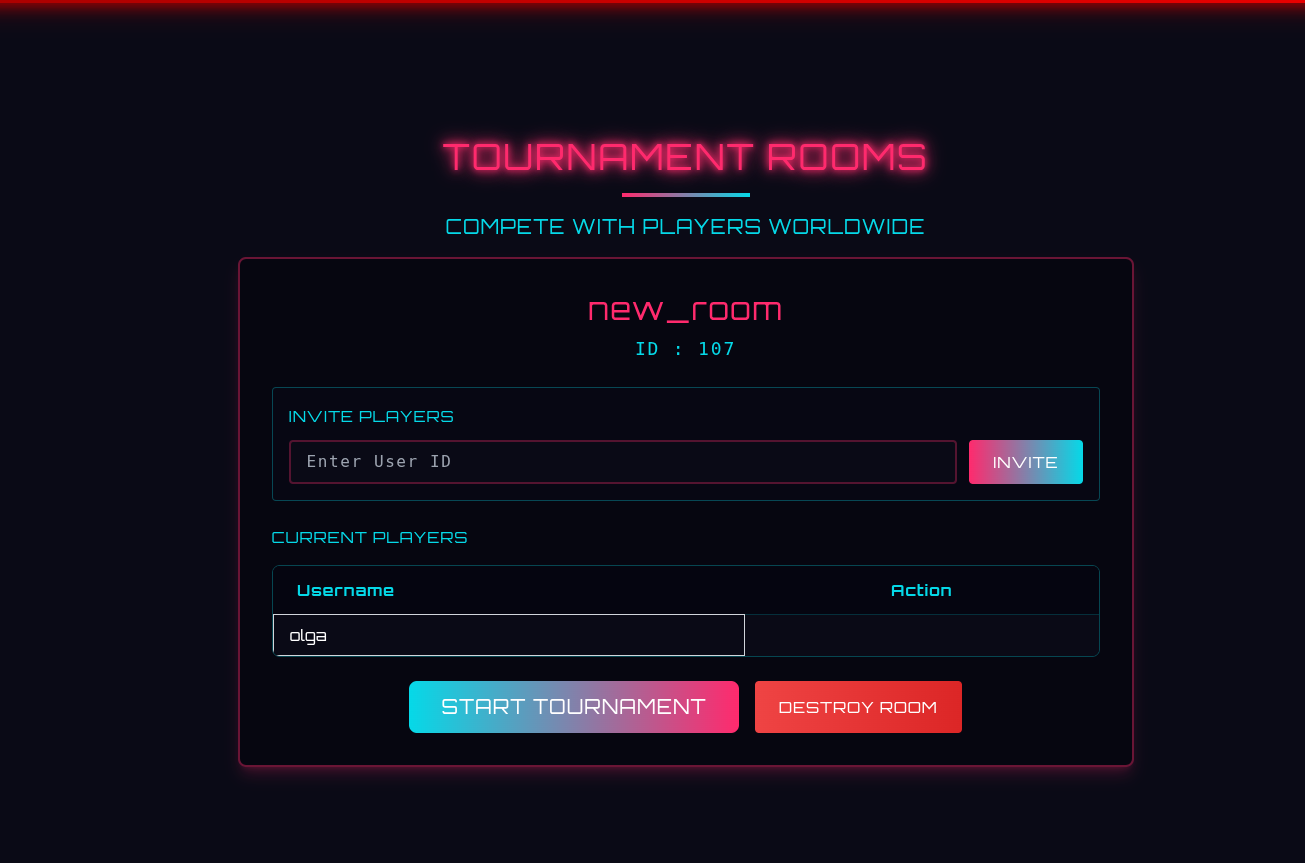 TOURNAMENT ROOMS
COMPETE WITH PLAYERS WORLDWIDE
new_room
ID : 107
INVITE PLAYERS
Enter User ID
INVITE
CURRENT PLAYERS
Username Action
olga
START TOURNAMENT DESTROY ROOM